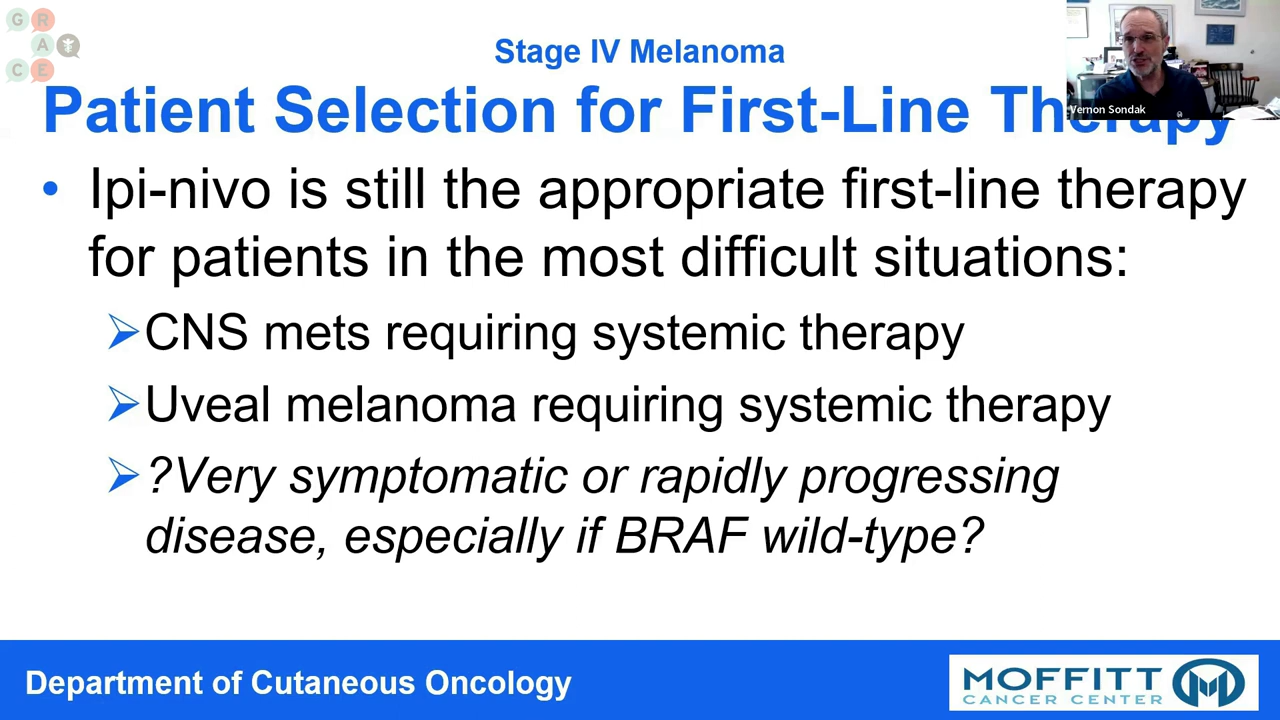 GRACE
Stage IV Melanoma
Patient Selection for First-Line Therapy
Vernon Sondak
• Ipi-nivo is still the appropriate first-line therapy
for patients in the most difficult situations:
➢CNS mets requiring systemic therapy
➢Uveal melanoma requiring systemic therapy
➢?Very symptomatic or rapidly progressing
disease, especially if BRAF wild-type?
Department of Cutaneous Oncology
MOFFITT
CANCER CENTER